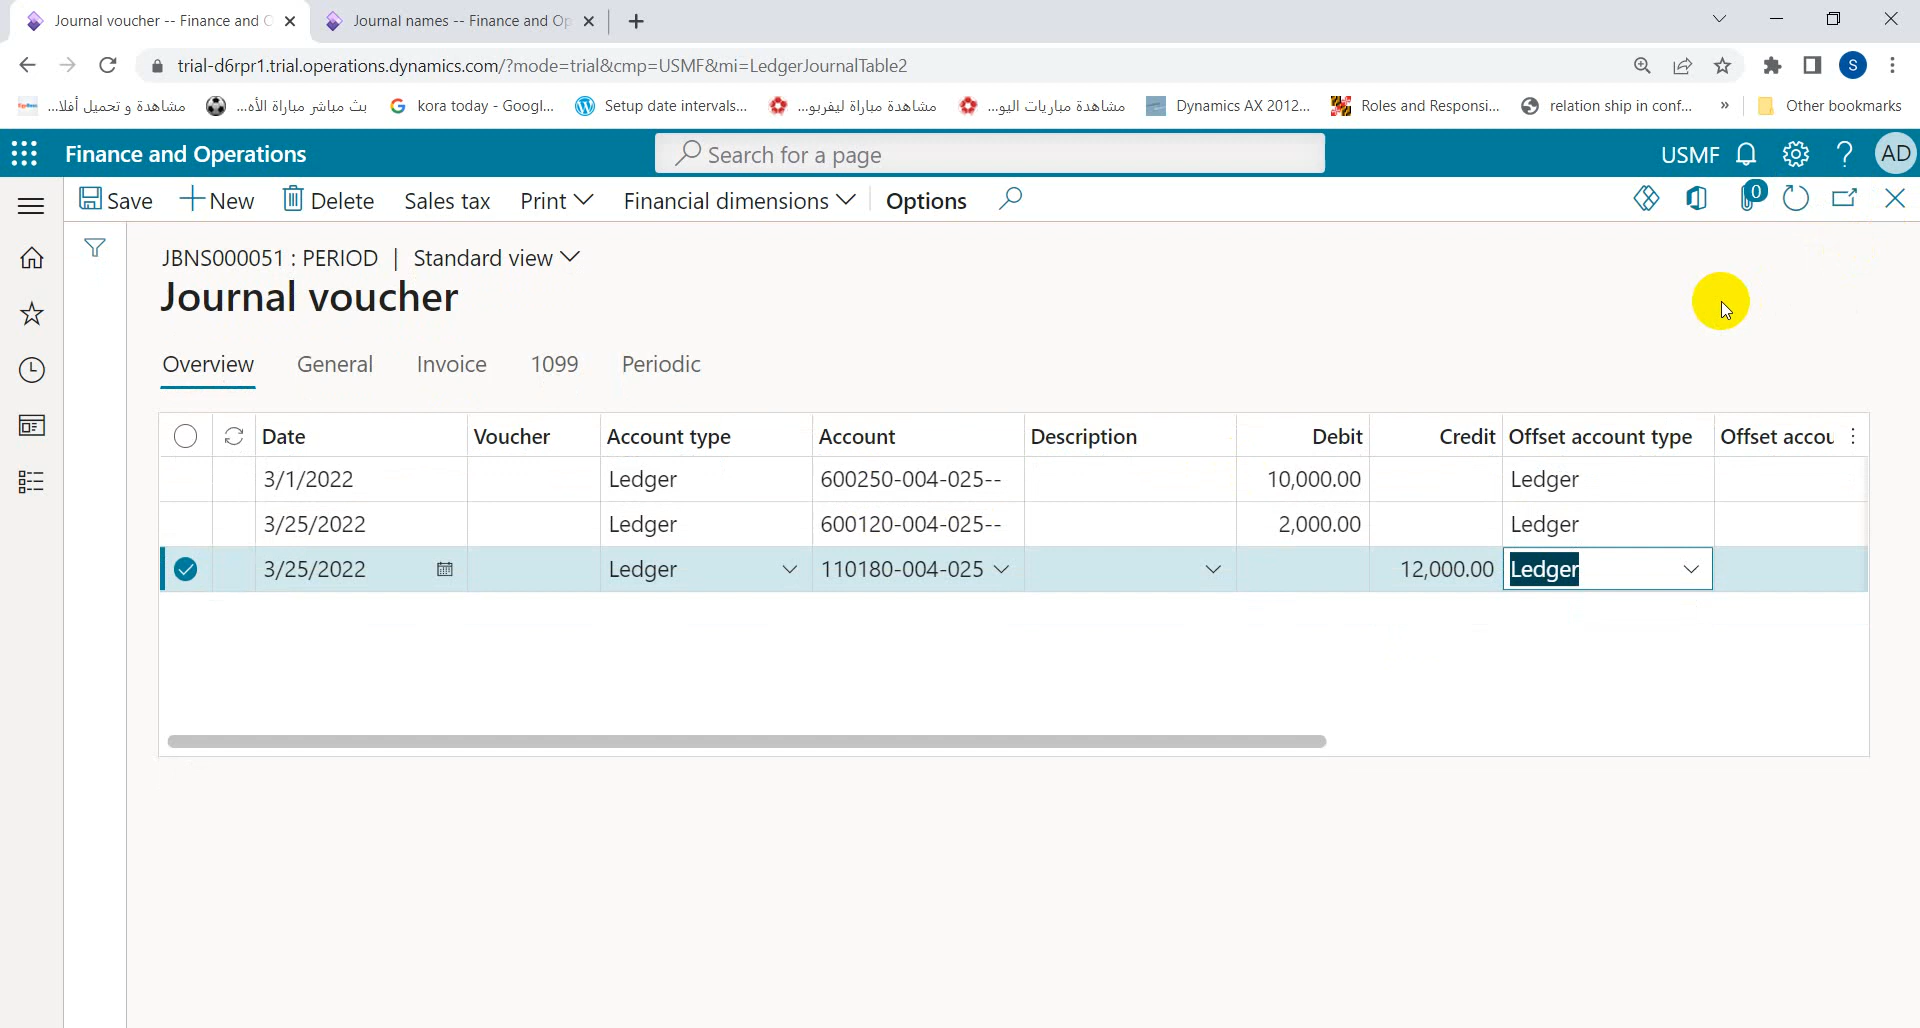 Journal voucher -- Finance and O
Journal names -- Finance and Op
trial-d6rpr1.trial.operations.dynamics.com/?mode=trial&cmp=USMF&mi=LedgerJournalTable2
S
مشاهدة و تحميل أفلا...
بث مباشر مباراة الأه...
kora today - Googl...
Setup date intervals...
مشاهدة مباراة ليفربو...
مشاهدة مباريات اليو...
Dynamics AX 2012...
Roles and Responsi...
relation ship in conf...
»
Other bookmarks
Finance and Operations
Search for a page
USMF
AD
Save
New
Delete
Sales tax
Print
Financial dimensions
Options
0
JBNS000051 : PERIOD | Standard view
Journal voucher
Overview General Invoice 1099 Periodic
Date Voucher Account type Account Description Debit Credit Offset account type Offset accou
3/1/2022 Ledger 600250-004-025-- 10,000.00 Ledger
3/25/2022 Ledger 600120-004-025-- 2,000.00 Ledger
3/25/2022 Ledger 110180-004-025 12,000.00 Ledger